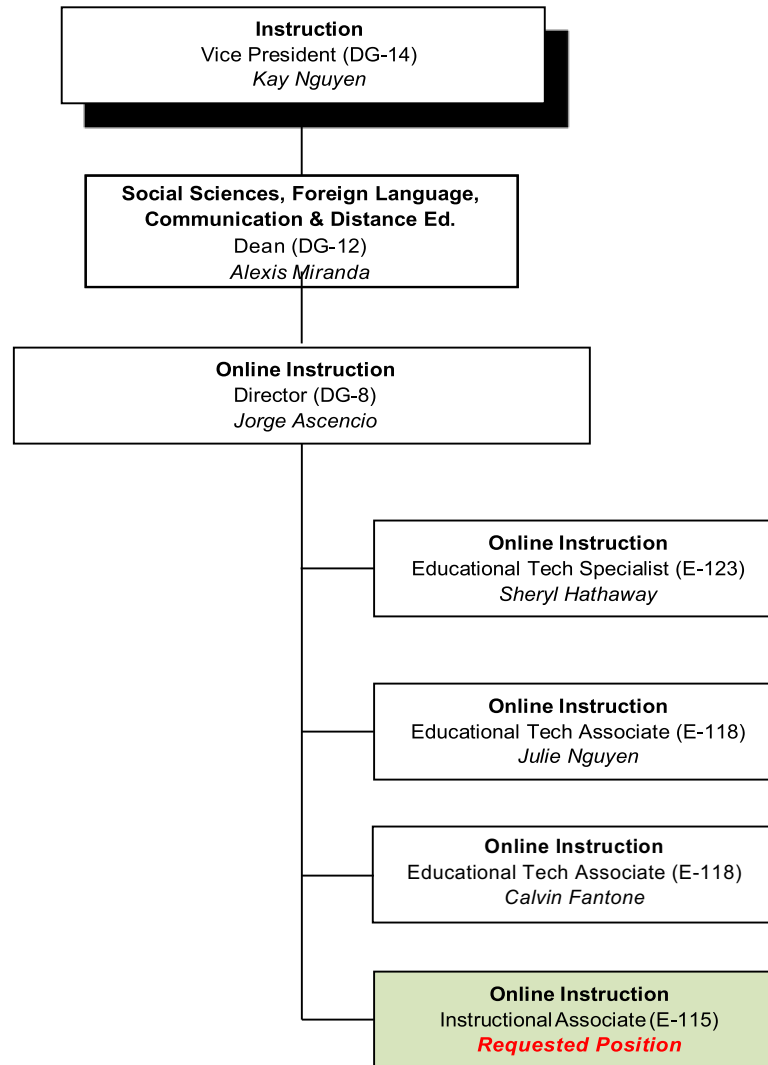 Instruction
Vice President (DG-14)
Kay Nguyen
Social Sciences, Foreign Language,
Communication & Distance Ed.
Dean (DG-12)
Alexis Miranda
Online Instruction
Director (DG-8)
Jorge Ascencio
Online Instruction
Educational Tech Specialist (E-123)
Sheryl Hathaway
Online Instruction
Educational Tech Associate (E-118)
Julie Nguyen
Online Instruction
Educational Tech Associate (E-118)
Calvin Fantone
Online Instruction
Instructional Associate (E-115)
Requested Position